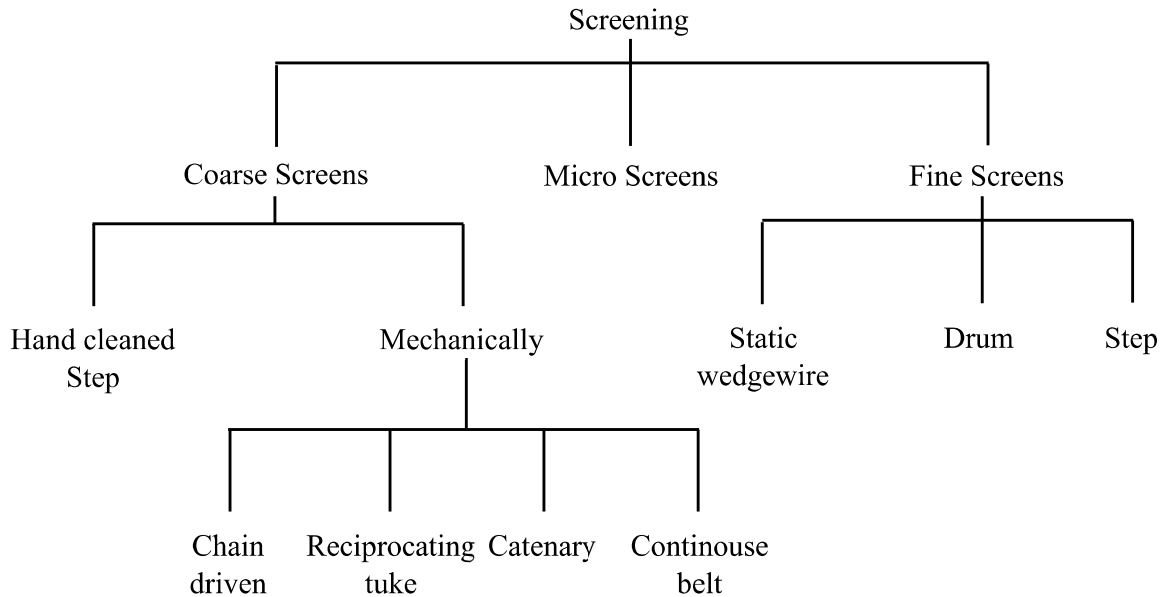 Screening
Coarse Screens
Micro Screens
Fine Screens
Hand cleaned
Step
Mechanically
Static
wedgewire
Drum
Step
Chain
driven
Reciprocating
tuke
Catenary
Continouse
belt